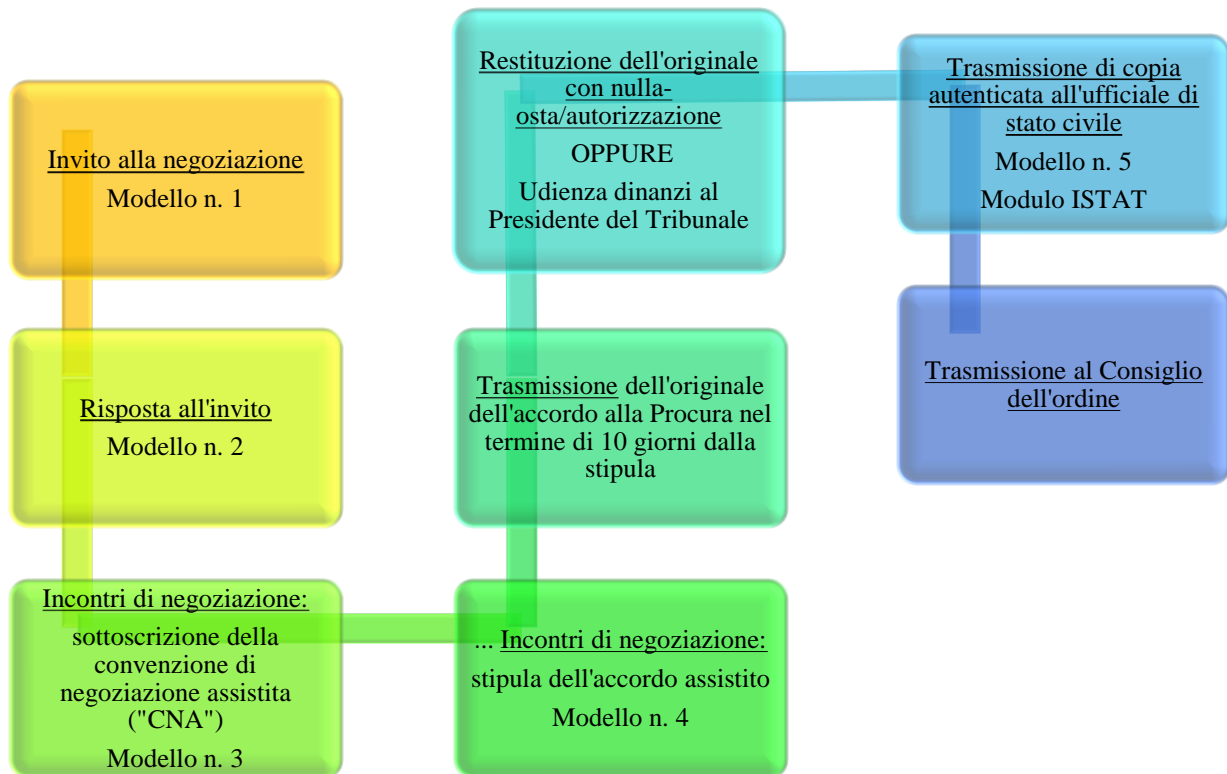 Invito alla negoziazione
Modello n. 1
Risposta all'invito
Modello n. 2
Incontri di negoziazione:
sottoscrizione della
convenzione di
negoziazione assistita
("CNA")
Modello n. 3
... Incontri di negoziazione:
stipula dell'accordo assistito
Modello n. 4
Trasmissione dell'originale
dell'accordo alla Procura nel
termine di 10 giorni dalla
stipula
Restituzione dell'originale
con nulla-
osta/autorizzazione
OPPURE
Udienza dinanzi al
Presidente del Tribunale
Trasmissione di copia
autenticata all'ufficiale di
stato civile
Modello n. 5
Modulo ISTAT
Trasmissione al Consiglio
dell'ordine